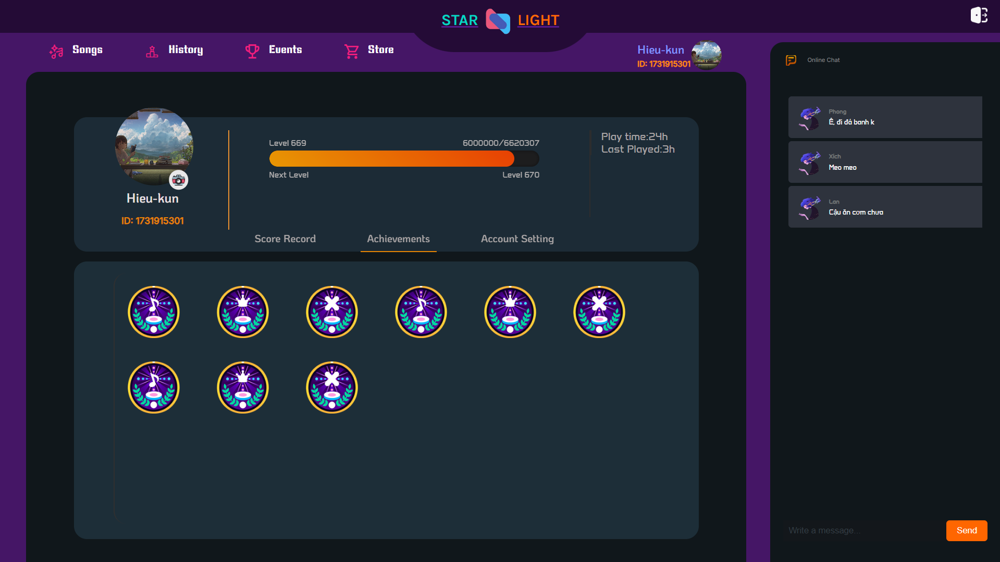 STAR LIGHT
Songs
History
Events
Store
Hieu-kun
ID: 1731915301
Hieu-kun
ID: 1731915301
Level 669
6000000/6620307
Next Level
Level 670
Play time:24h
Last Played:3h
Score Record
Achievements
Account Setting
Online Chat
Phong
Ê, đi đá banh k
Xích
Meo meo
Lan
Cậu ăn cơm chưa
Write a message...
Send